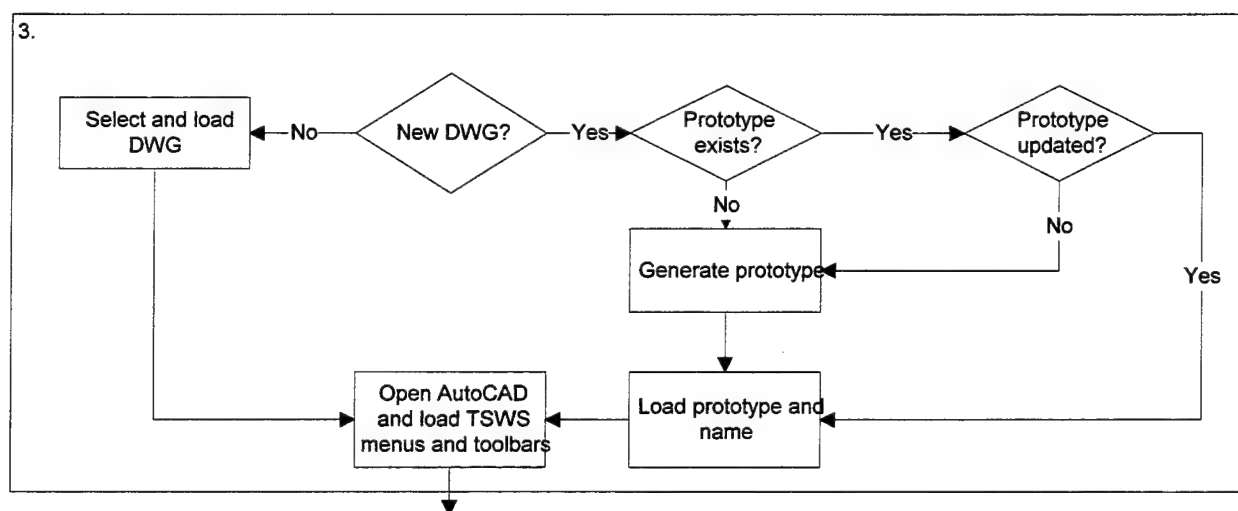 3.
Select and load
DWG
No
New DWG?
Yes
Prototype
exists?
Yes
Prototype
updated?
No
No
Generate prototype
Yes
Open AutoCAD
and load TSWS
menus and toolbars
Load prototype and
name